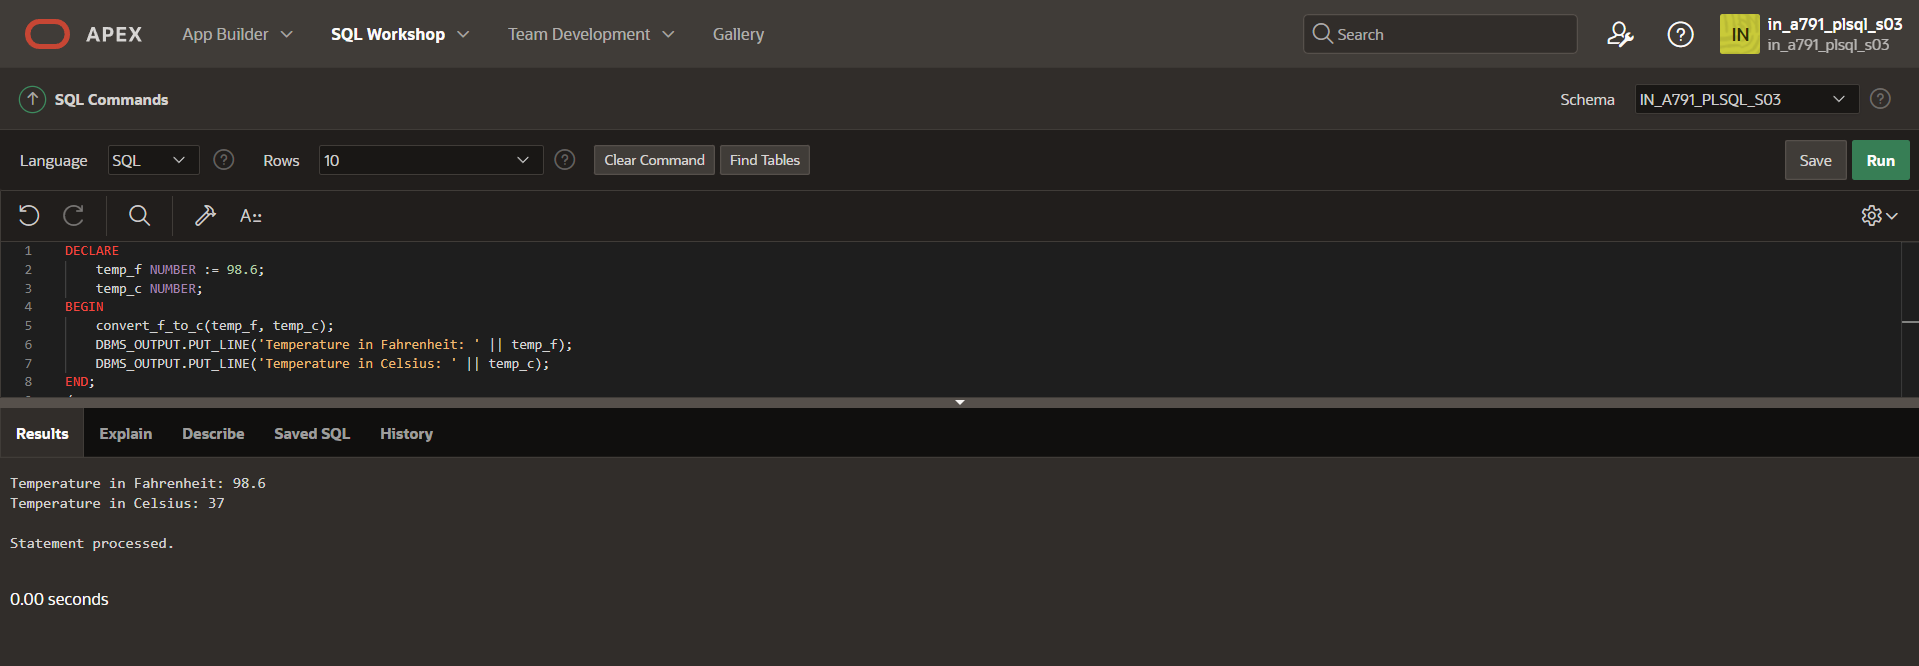 APEX App Builder SQL Workshop Team Development Gallery Search IN in_a791_plsql_s03
in_a791_plsql_s03
SQL Commands Schema IN_A791_PLSQL_S03 ?
Language SQL ? Rows 10 ? Clear Command Find Tables Save Run
A::
1 DECLARE
2 temp_f NUMBER := 98.6;
3 temp_c NUMBER;
4 BEGIN
5 convert_f_to_c(temp_f, temp_c);
6 DBMS_OUTPUT.PUT_LINE('Temperature in Fahrenheit: ' || temp_f);
7 DBMS_OUTPUT.PUT_LINE('Temperature in Celsius: ' || temp_c);
8 END;
Results Explain Describe Saved SQL History
Temperature in Fahrenheit: 98.6
Temperature in Celsius: 37
Statement processed.
0.00 seconds